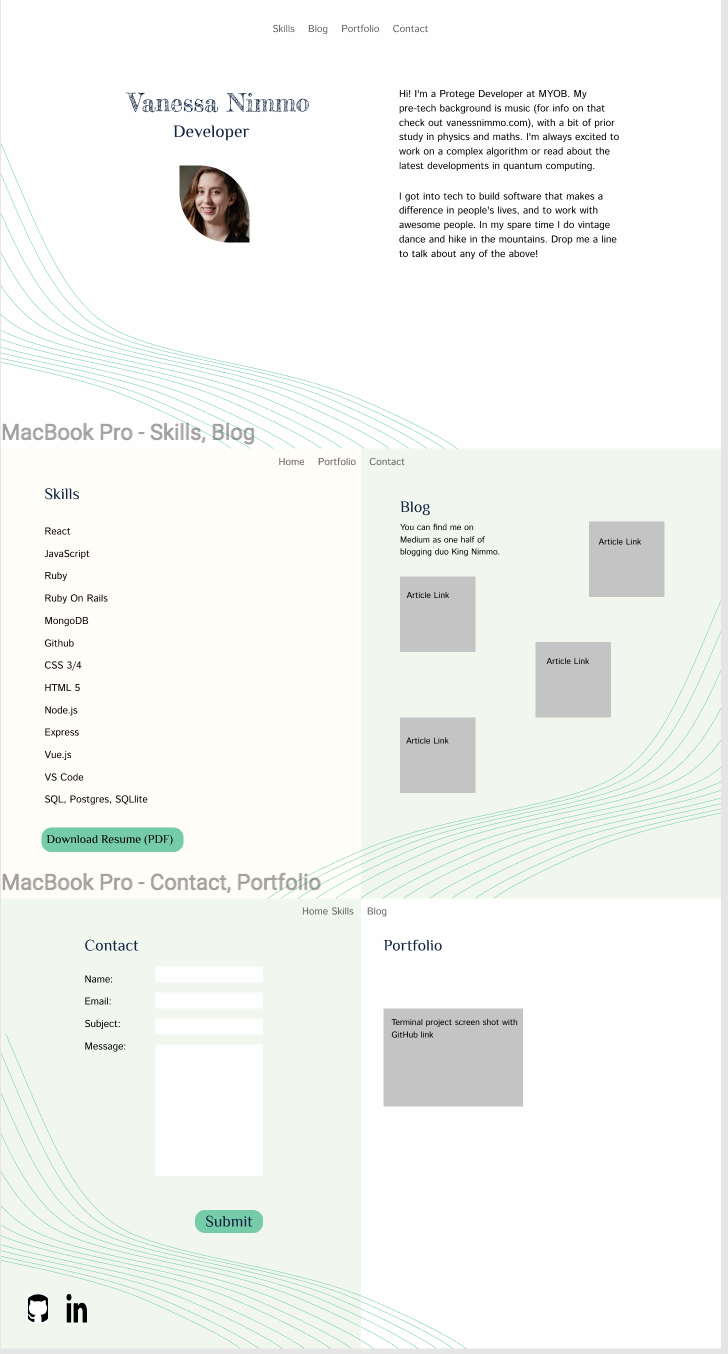 Skills Blog Portfolio Contact
Vanessa Nimmo
Developer
Hi! I'm a Protege Developer at MYOB. My
pre-tech background is music (for info on that
check out vanessnimmo.com), with a bit of prior
study in physics and maths. I'm always excited to
work on a complex algorithm or read about the
latest developments in quantum computing.
I got into tech to build software that makes a
difference in people's lives, and to work with
awesome people. In my spare time I do vintage
dance and hike in the mountains. Drop me a line
to talk about any of the above!
MacBook Pro - Skills, Blog
Home Portfolio Contact
Skills
React
JavaScript
Ruby
Ruby On Rails
MongoDB
Github
CSS 3/4
HTML 5
Node.js
Express
Vue.js
VS Code
SQL, Postgres, SQLlite
Download Resume (PDF)
Blog
You can find me on
Medium as one half of
blogging duo King Nimmo.
Article Link
Article Link
Article Link
Article Link
MacBook Pro - Contact, Portfolio
Home Skills Blog
Contact
Name:
Email:
Subject:
Message:
Submit
in
Portfolio
Terminal project screen shot with
GitHub link